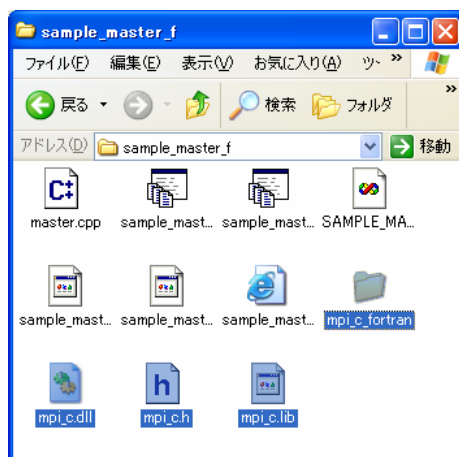 sample_master_f
ファイル(F) 編集(E) 表示(V) お気に入り(A) ツ- »
戻る 検索 フォルダ »
アドレス(D) sample_master_f 移動
master.cpp sample_mast... sample_mast... SAMPLE_MA...
sample_mast... sample_mast... sample_mast... mpi_c_fortran
mpi_c.dll mpi_c.h mpi_c.lib